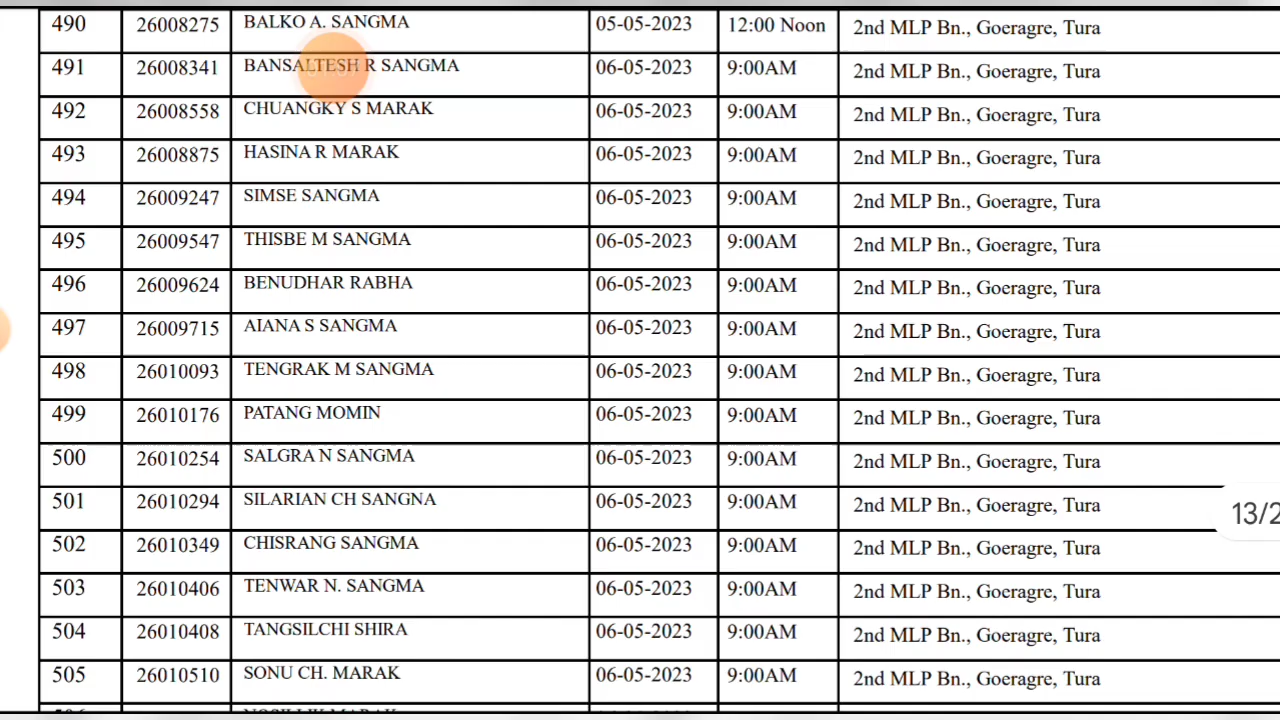 490 26008275 BALKO A. SANGMA 05-05-2023 12:00 Noon 2nd MLP Bn., Goeragre, Tura
491 26008341 BANSALTESH R SANGMA 06-05-2023 9:00AM 2nd MLP Bn., Goeragre, Tura
492 26008558 CHUANGKY S MARAK 06-05-2023 9:00AM 2nd MLP Bn., Goeragre, Tura
493 26008875 HASINA R MARAK 06-05-2023 9:00AM 2nd MLP Bn., Goeragre, Tura
494 26009247 SIMSE SANGMA 06-05-2023 9:00AM 2nd MLP Bn., Goeragre, Tura
495 26009547 THISBE M SANGMA 06-05-2023 9:00AM 2nd MLP Bn., Goeragre, Tura
496 26009624 BENUDHAR RABHA 06-05-2023 9:00AM 2nd MLP Bn., Goeragre, Tura
497 26009715 AIANA S SANGMA 06-05-2023 9:00AM 2nd MLP Bn., Goeragre, Tura
498 26010093 TENGRAK M SANGMA 06-05-2023 9:00AM 2nd MLP Bn., Goeragre, Tura
499 26010176 PATANG MOMIN 06-05-2023 9:00AM 2nd MLP Bn., Goeragre, Tura
500 26010254 SALGRA N SANGMA 06-05-2023 9:00AM 2nd MLP Bn., Goeragre, Tura
501 26010294 SILARIAN CH SANGNA 06-05-2023 9:00AM 2nd MLP Bn., Goeragre, Tura
13/2
502 26010349 CHISRANG SANGMA 06-05-2023 9:00AM 2nd MLP Bn., Goeragre, Tura
503 26010406 TENWAR N. SANGMA 06-05-2023 9:00AM 2nd MLP Bn., Goeragre, Tura
504 26010408 TANGSILCHI SHIRA 06-05-2023 9:00AM 2nd MLP Bn., Goeragre, Tura
505 26010510 SONU CH. MARAK 06-05-2023 9:00AM 2nd MLP Bn., Goeragre, Tura